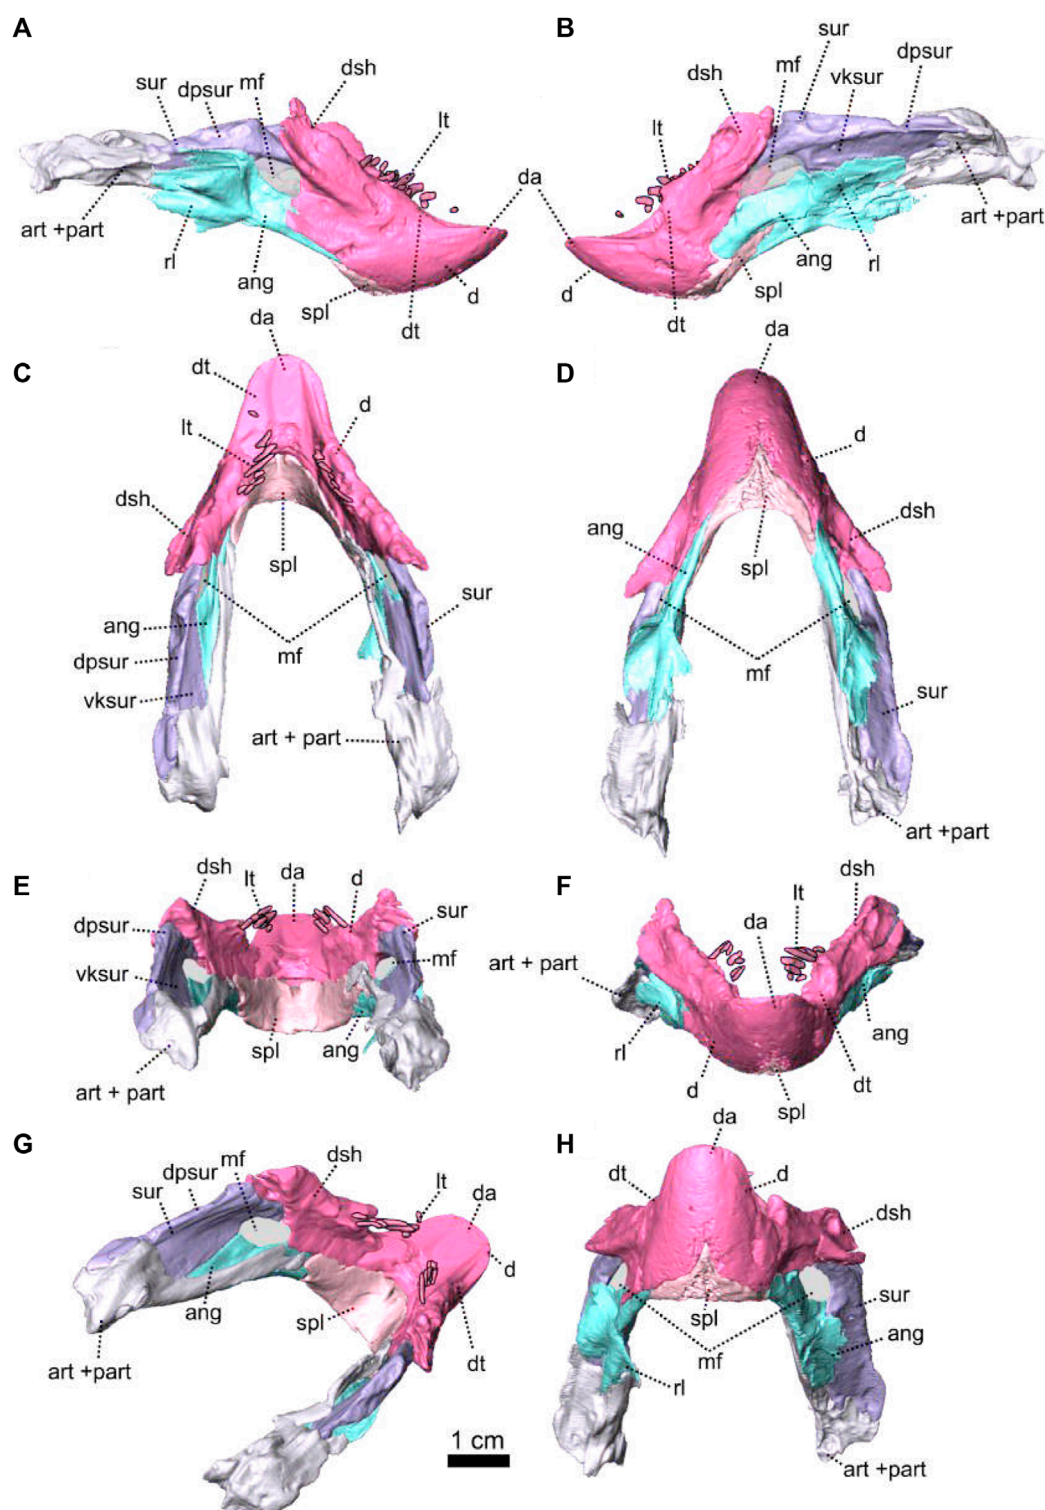 A
dsh
mf
dpsur
sur
lt
da
art +part
rl
ang
spl
dt
d
B
sur
dpsur
mf
vksur
dsh
lt
da
art +part
d
ang
rl
spl
dt
C
da
dt
d
lt
dsh
spl
sur
ang
mf
dpsur
vksur
art + part
D
da
d
dsh
ang
spl
mf
sur
art +part
E
dsh
lt
da
d
sur
dpsur
mf
vksur
spl
ang
art + part
F
dsh
lt
da
art + part
rl
ang
d
dt
spl
G
mf
dsh
dpsur
sur
lt
da
d
ang
spl
dt
art +part
1 cm
H
da
dt
d
dsh
sur
spl
ang
mf
rl
art +part